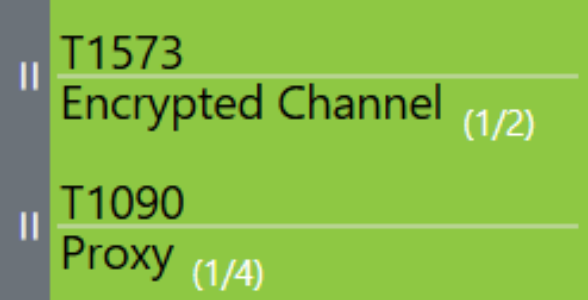 T1573
Encrypted Channel (1/2)
T1090
Proxy (1/4)